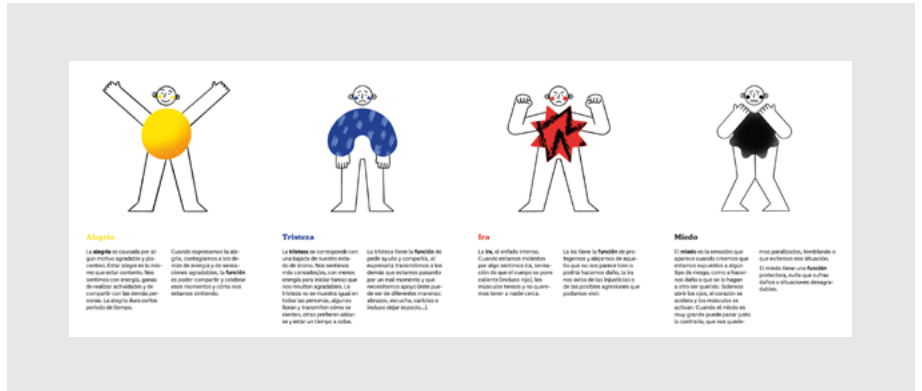 Alegría
La alegría es causada por al-
gún motivo agradable y pla-
centero. Estar alegre es lo mis-
mo que estar contento. Nos
sentimos con energía, ganas
de realizar actividades y de
compartir con las demás per-
sonas. La alegría dura cortos
periodo de tiempo.
Cuando expresamos la ale-
gría, contagiamos a los de-
más de energía y de sensa-
ciones agradables, la función
es poder compartir y celebrar
esos momentos y cómo nos
estamos sintiendo.
Tristeza
La tristeza se corresponde con
una bajada de nuestro esta-
do de ánimo. Nos sentimos
más cansados/as, con menos
energía para iniciar tareas que
nos resultan agradables. La
tristeza no se muestra igual en
todas las personas, algunas
lloran y transmiten cómo se
sienten, otras prefieren aislar-
se y estar un tiempo a solas.
La tristeza tiene la función de
pedir ayuda y compañía, al
expresarla transmitimos a los
demás que estamos pasando
por un mal momento y que
necesitamos apoyo (este pue-
de ser de diferentes maneras:
abrazos, escucha, caricias o
incluso dejar espacio...).
Ira
La ira, el enfado intenso.
Cuando estamos molestos
por algo sentimos ira, sensa-
ción de que el cuerpo se pone
caliente (incluso rojo), los
músculos tensos y no quere-
mos tener a nadie cerca.
La ira tiene la función de pro-
tegernos y alejarnos de aque-
llo que no nos parece bien o
podría hacernos daño, la ira
nos avisa de las injusticias o
de las posibles agresiones que
podamos vivir.
Miedo
El miedo es la emoción que
aparece cuando creemos que
estamos expuestos a algún
tipo de riesgo, como a hacer-
nos daño o que se lo hagan
a otro ser querido. Solemos
abrir los ojos, el corazón se
acelera y los músculos se
activan. Cuando el miedo es
muy grande puede pasar justo
lo contrario, que nos quede-
mos paralizados, temblando o
que evitemos esa situación.
El miedo tiene una función
protectora, evita que sufras
daños o situaciones desagra-
dables.